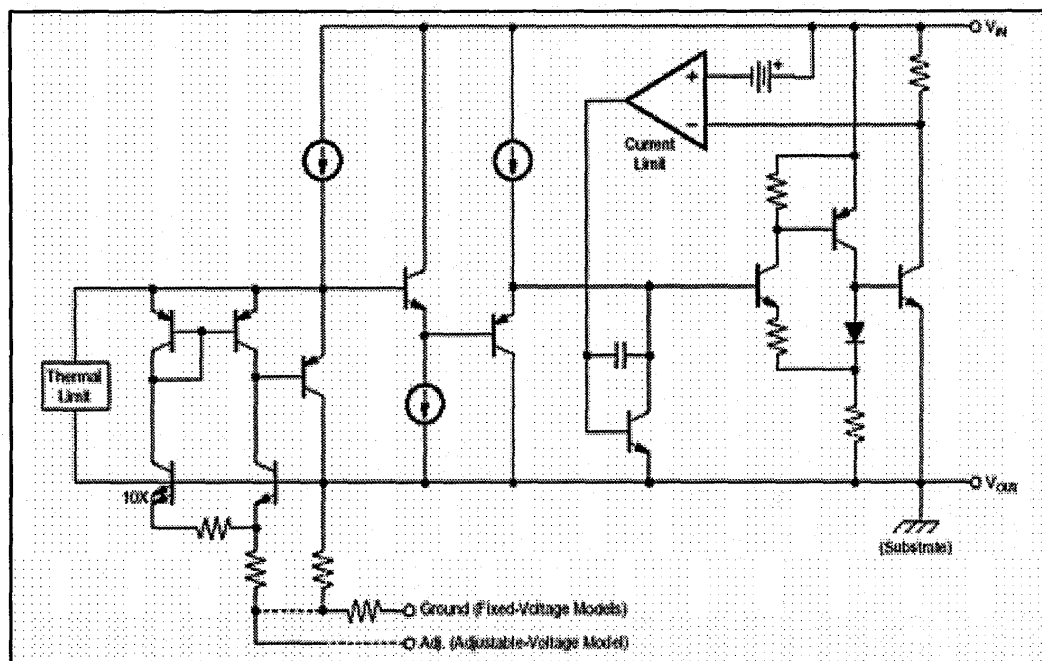 V_IN
+
+
−
Current
Limit
Thermal
Limit
10X
V_OUT
(Substrate)
Ground (Fixed-Voltage Models)
Adj. (Adjustable-Voltage Model)